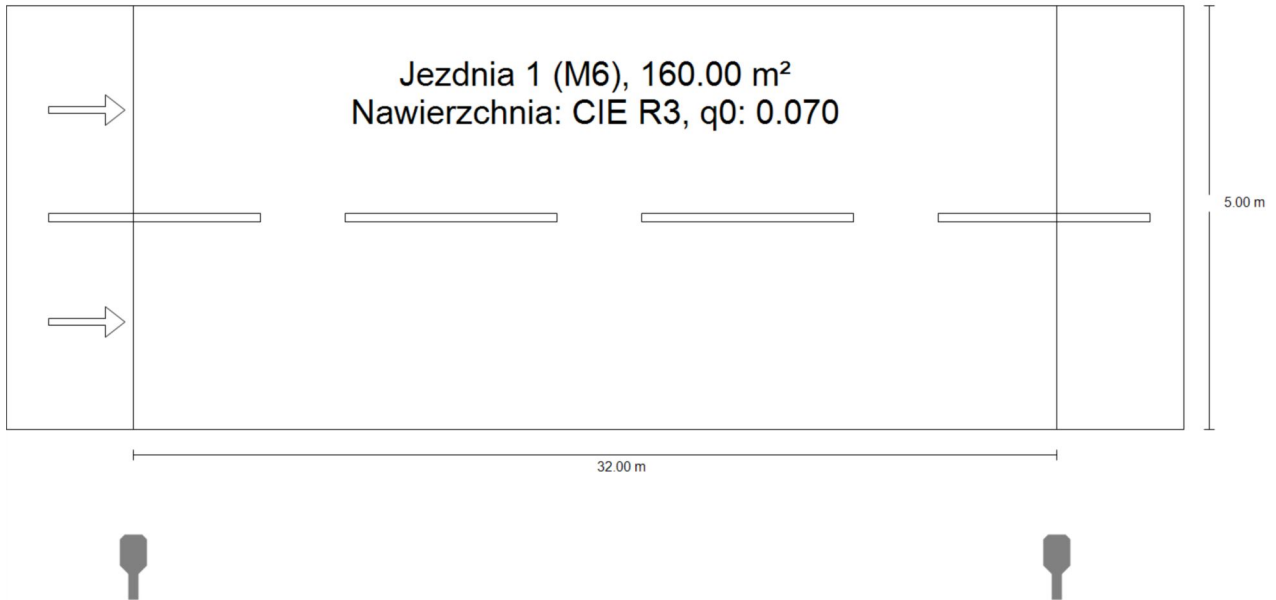 Jezdnia 1 (M6), 160.00 m²
Nawierzchnia: CIE R3, q0: 0.070
5.00 m
32.00 m